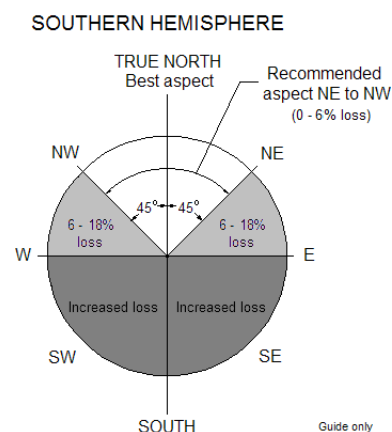 SOUTHERN HEMISPHERE
TRUE NORTH
Best aspect
Recommended
aspect NE to NW
(0 - 6% loss)
NW
NE
45°
45°
6 - 18%
loss
6 - 18%
loss
W
E
Increased loss
Increased loss
SW
SE
SOUTH
Guide only